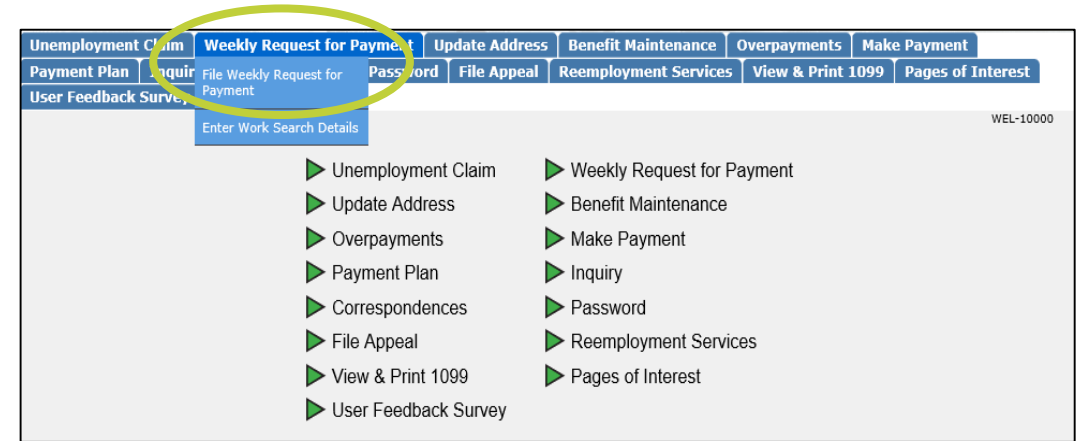 Unemployment Claim Weekly Request for Payment Update Address Benefit Maintenance Overpayments Make Payment
Payment Plan Inquir Password File Appeal Reemployment Services View & Print 1099 Pages of Interest
User Feedback Survey
File Weekly Request for
Payment
Enter Work Search Details
WEL-10000
Unemployment Claim Weekly Request for Payment
Update Address Benefit Maintenance
Overpayments Make Payment
Payment Plan Inquiry
Correspondences Password
File Appeal Reemployment Services
View & Print 1099 Pages of Interest
User Feedback Survey